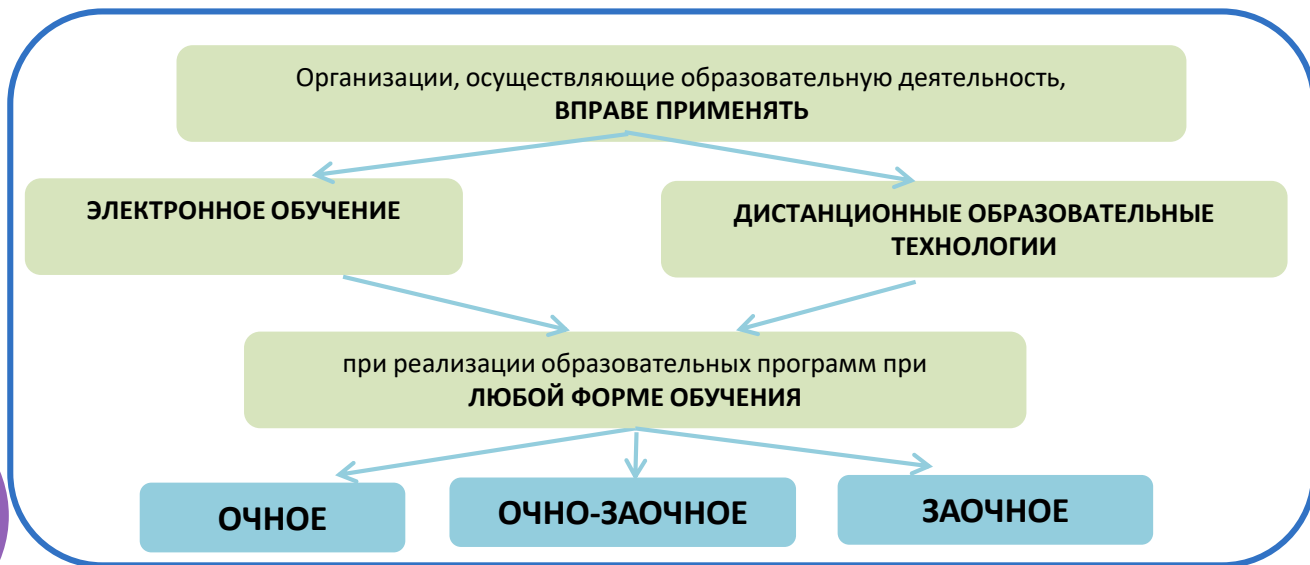 Организации, осуществляющие образовательную деятельность,
ВПРАВЕ ПРИМЕНЯТЬ
ЭЛЕКТРОННОЕ ОБУЧЕНИЕ
ДИСТАНЦИОННЫЕ ОБРАЗОВАТЕЛЬНЫЕ
ТЕХНОЛОГИИ
при реализации образовательных программ при
ЛЮБОЙ ФОРМЕ ОБУЧЕНИЯ
ОЧНОЕ
ОЧНО-ЗАОЧНОЕ
ЗАОЧНОЕ